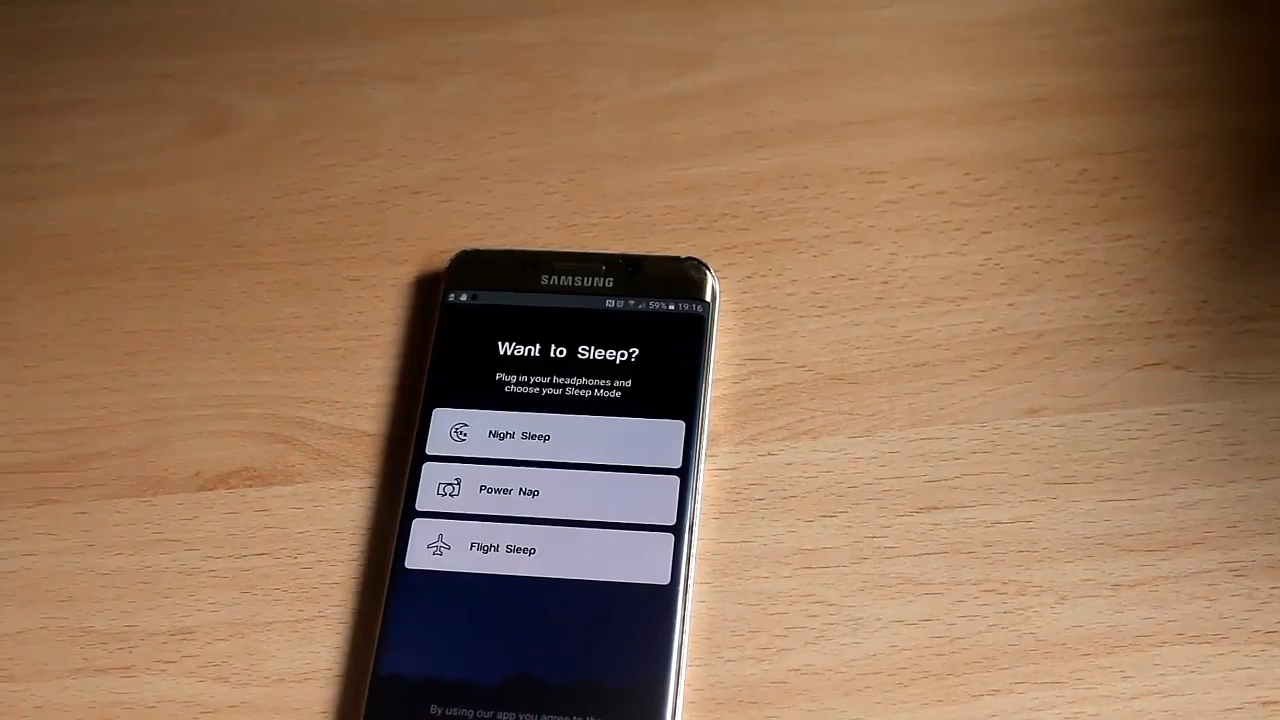 SAMSUNG
59% 19:16
Want to Sleep?
Plug in your headphones and
choose your Sleep Mode
Night Sleep
Power Nap
Flight Sleep
By using our app you agree to the